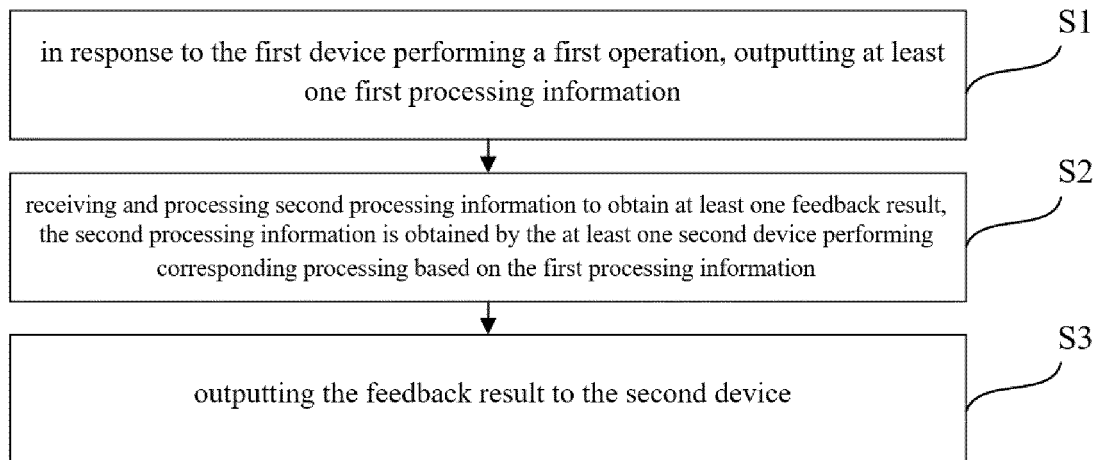 S1
in response to the first device performing a first operation, outputting at least
one first processing information
S2
receiving and processing second processing information to obtain at least one feedback result,
the second processing information is obtained by the at least one second device performing
corresponding processing based on the first processing information
S3
outputting the feedback result to the second device